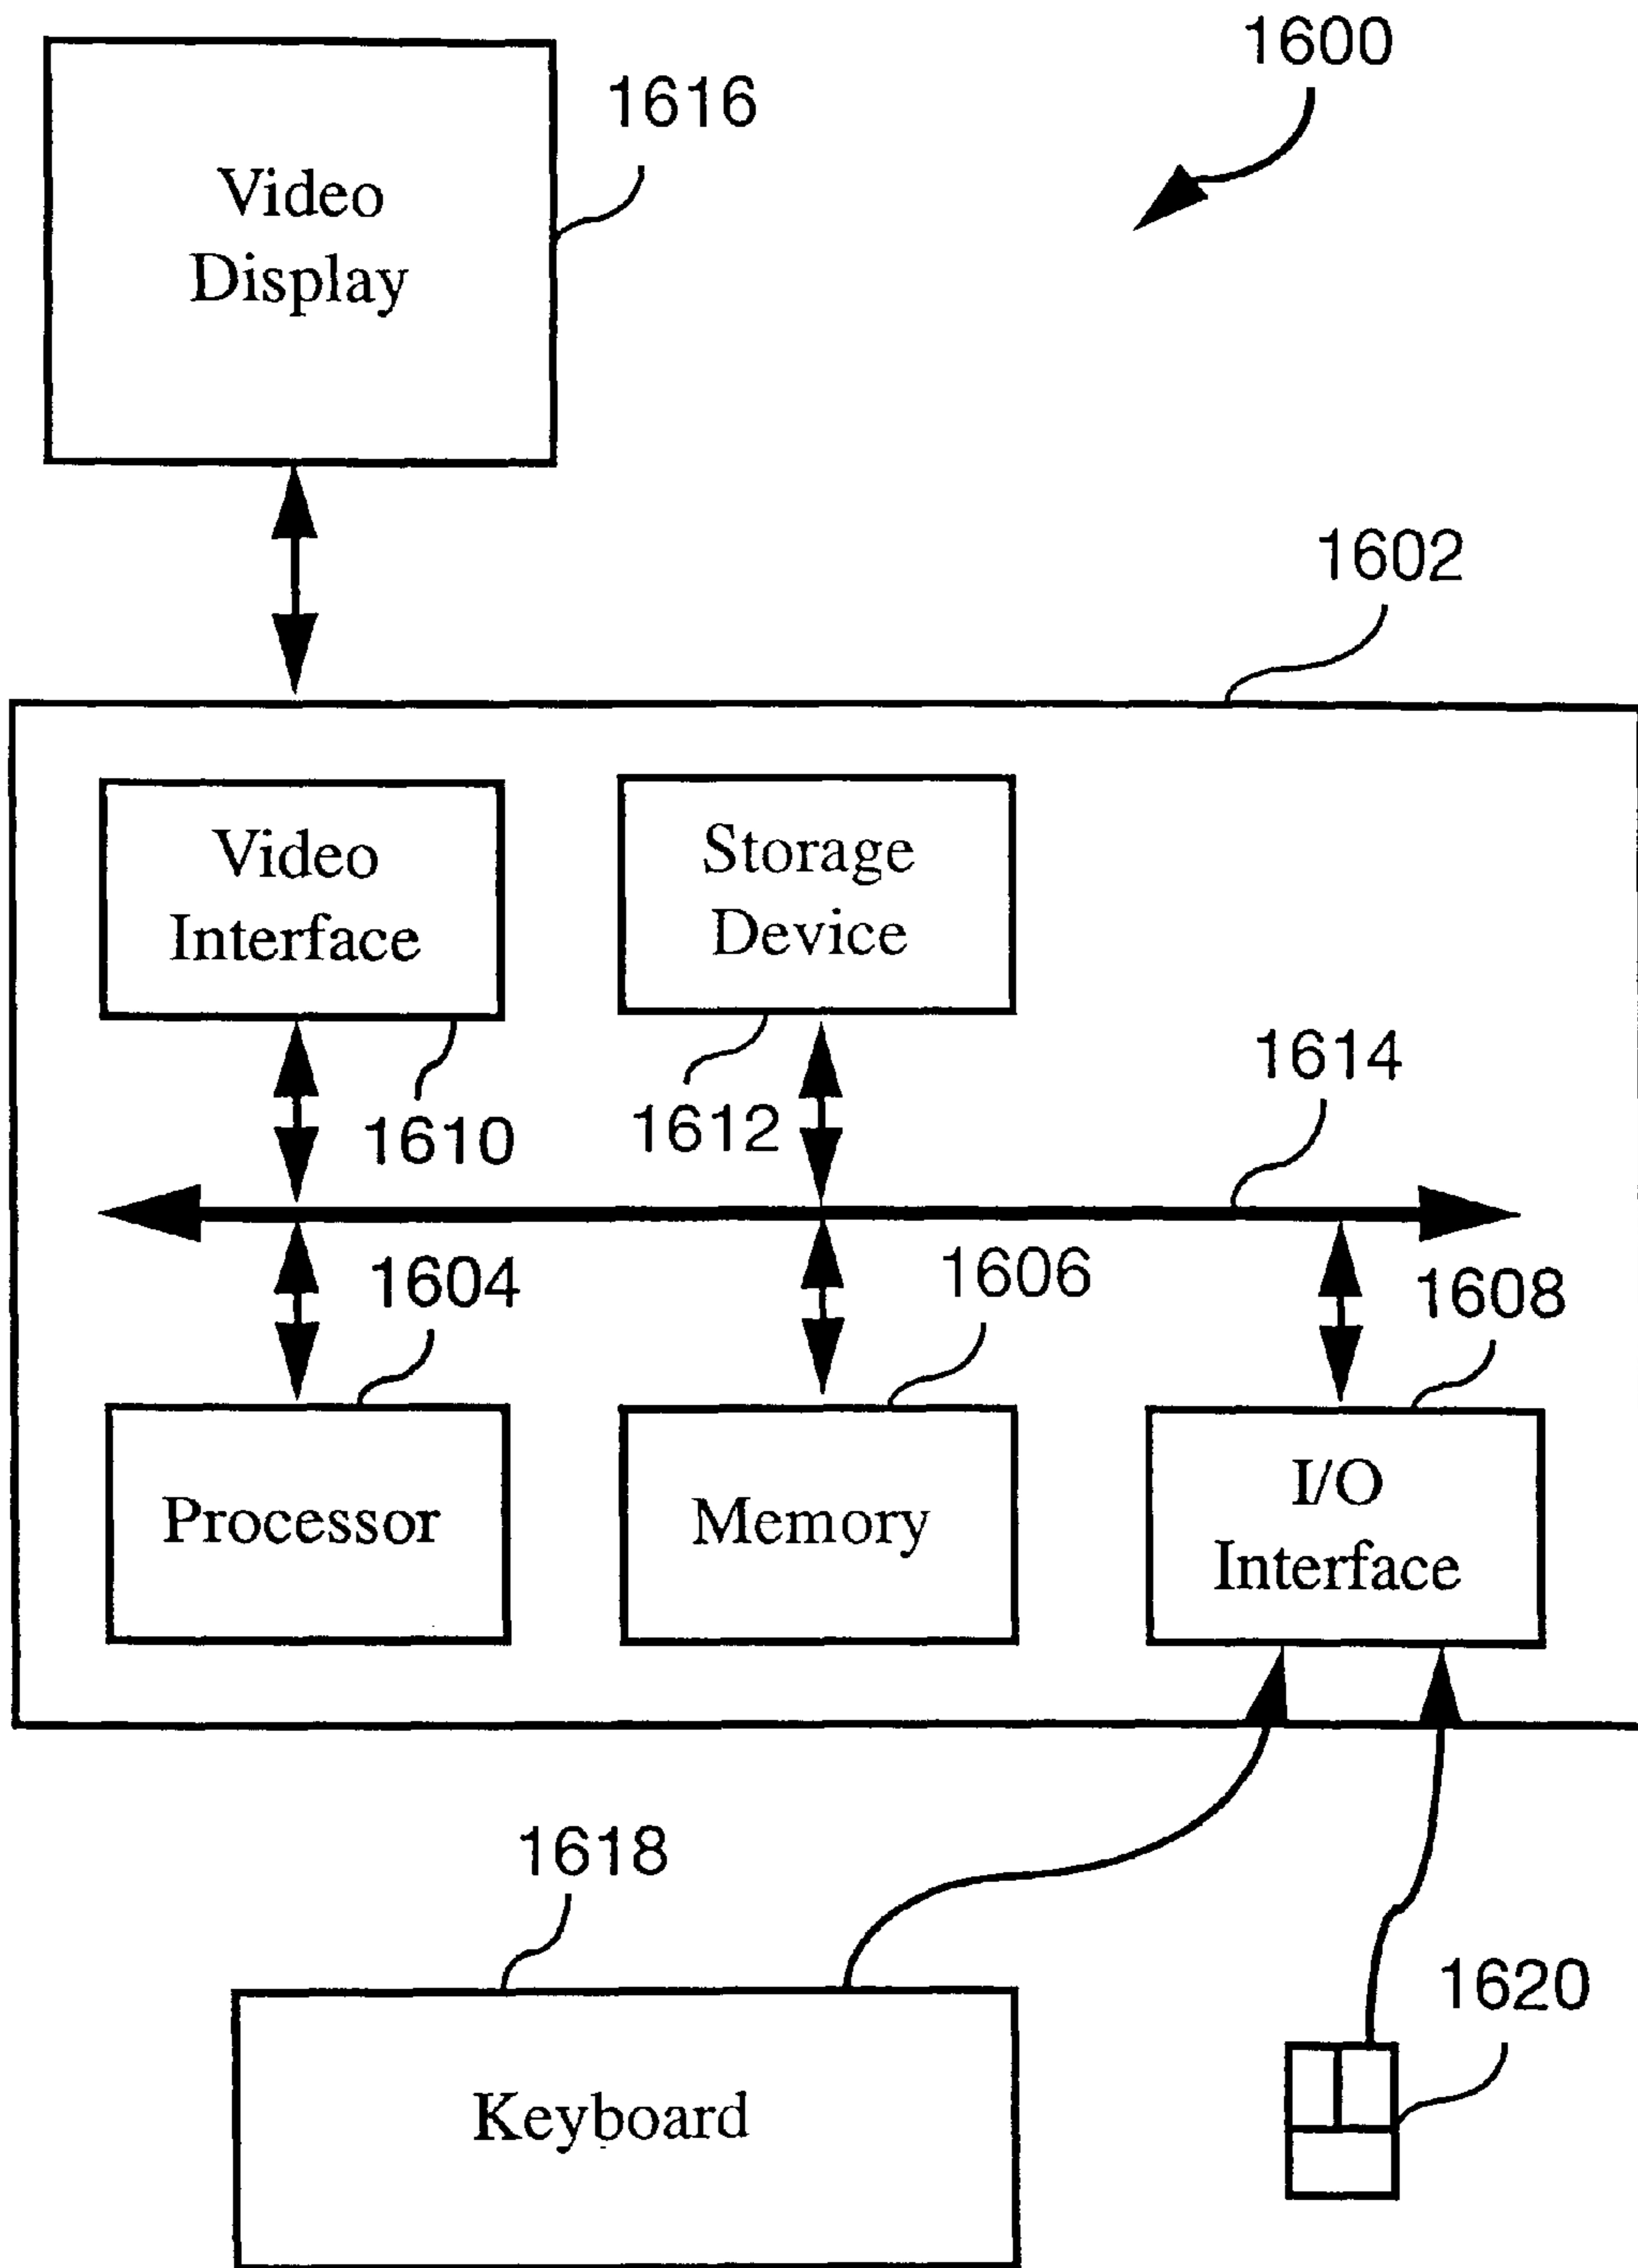 1600
1616
Video
Display
1602
Video
Interface
Storage
Device
1610
1612
1614
1604
1606
1608
Processor
Memory
I/O
Interface
1618
1620
Keyboard